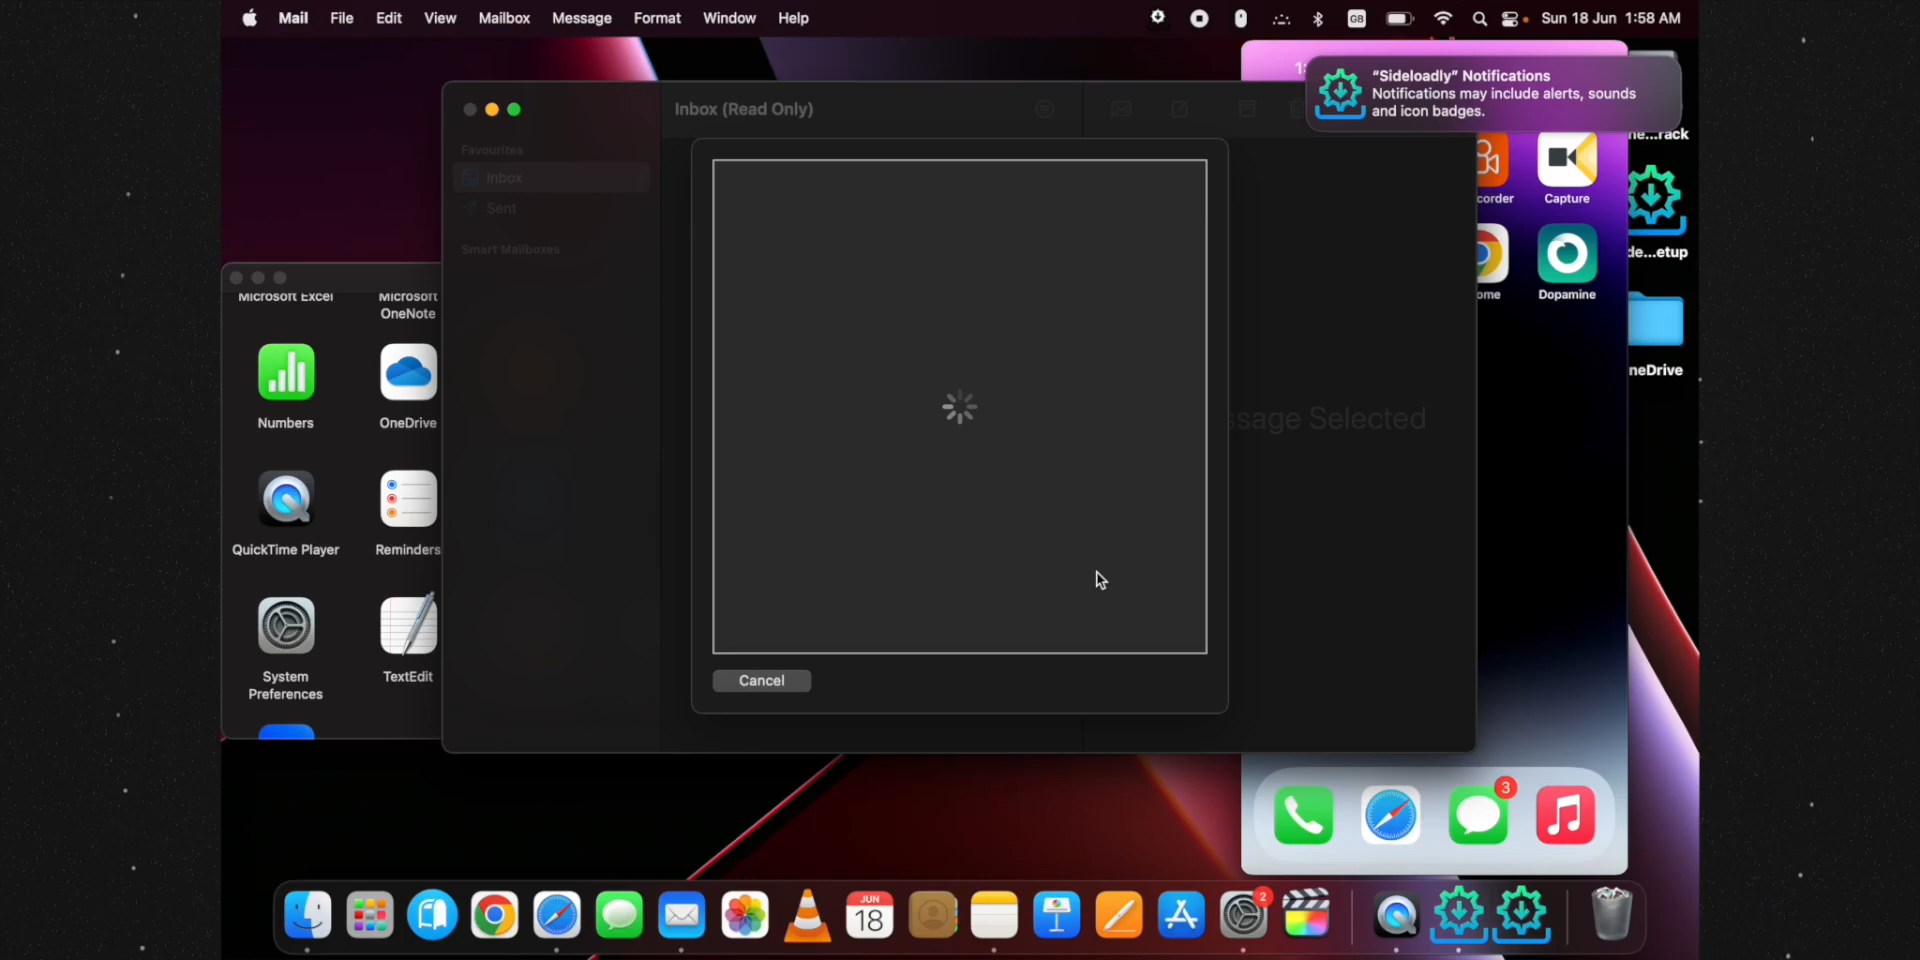 Mail File Edit View Mailbox Message Format Window Help
GB
Sun 18 Jun 1:58 AM
“Sideloadly” Notifications
Notifications may include alerts, sounds
and icon badges.
Inbox (Read Only)
Favourites
Inbox
Sent
Smart Mailboxes
ne...rack
corder
Capture
de...etup
ome
Dopamine
neDrive
Microsoft Excel
Microsoft
OneNote
ssage Selected
Numbers
OneDrive
QuickTime Player
Reminders
System
Preferences
TextEdit
Cancel
3
JUN
18
2